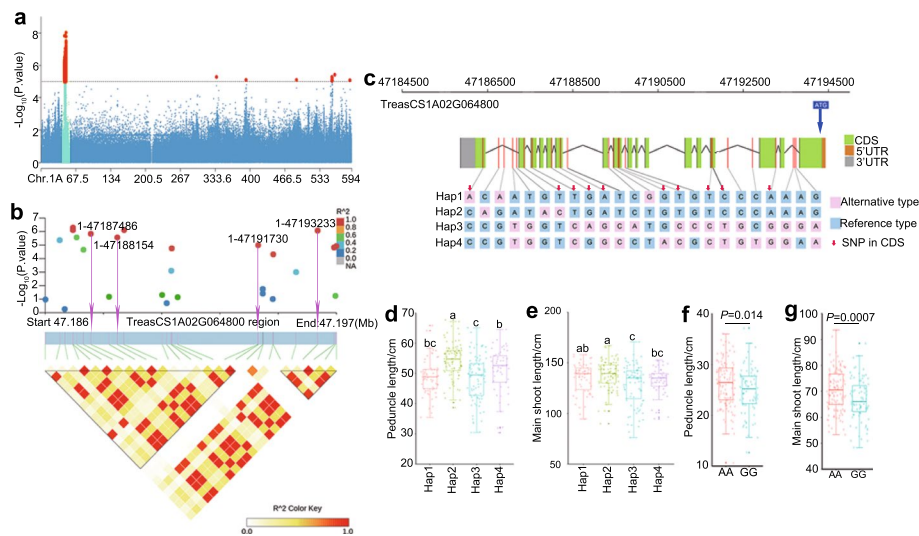 a
-Log10(P.value)
8
6
4
2
0
Chr.1A 67.5 134 200.5 267 333.6 400 466.5 533 594
b
-Log10(P.value)
7
6
5
4
3
2
1
0
1-47187486
1-47188154
1-47191730
1-47193233
R^2
1.0
0.8
0.6
0.4
0.2
0.0
NA
Start 47.186 TreasCS1A02G064800 region End:47.197(Mb)
R^2 Color Key
0.0 1.0
c
47184500 47186500 47188500 47190500 47192500 47194500
TreasCS1A02G064800
ATG
CDS
5'UTR
3'UTR
Hap1 A C A A T G T T G A T C G G T G T C C C A A A G
Hap2 C A G A T A C T G A T C T G T G T C C C A A A G
Hap3 C C G T G G T C A G C A T G C C C T G C G G G A
Hap4 C C G T G G T C G G C C T A C G C T G T G G A A
Alternative type
Reference type
SNP in CDS
d
Peduncle length/cm
70
60
50
40
30
20
bc a c b
Hap1 Hap2 Hap3 Hap4
e
Main shoot length/cm
200
150
100
50
ab a c bc
Hap1 Hap2 Hap3 Hap4
f
Peduncle length/cm
40
30
20
10
P=0.014
AA GG
g
Main shoot length/cm
100
90
80
70
60
50
40
P=0.0007
AA GG